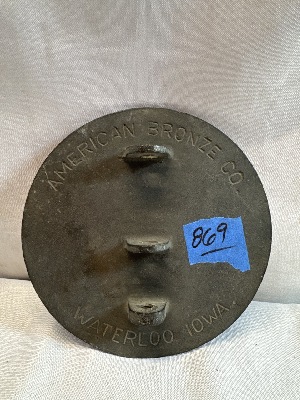 AMERICAN BRONZE CO.
869
WATERLOO IOWA.